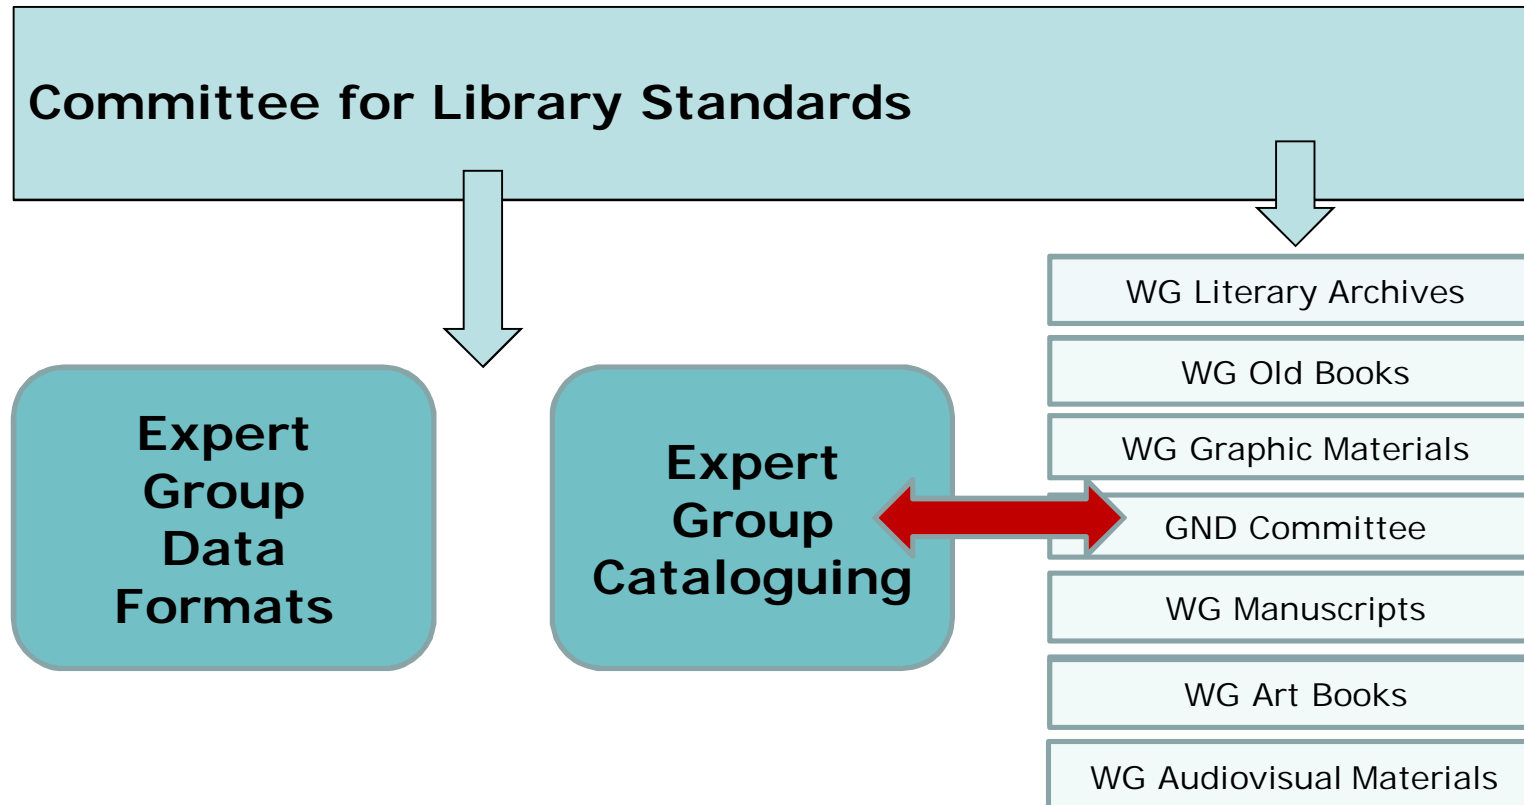 Committee for Library Standards
Expert
Group
Data
Formats
Expert
Group
Cataloguing
WG Literary Archives
WG Old Books
WG Graphic Materials
GND Committee
WG Manuscripts
WG Art Books
WG Audiovisual Materials